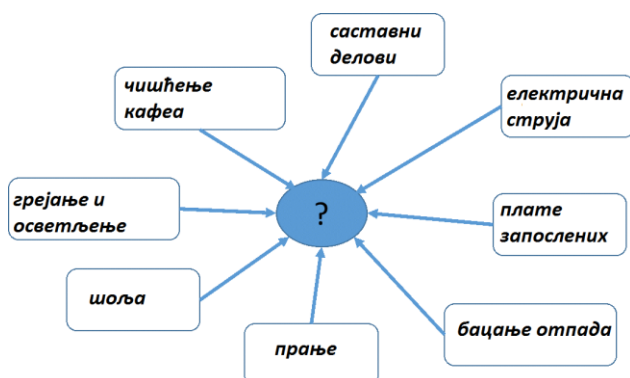 саставни
делови
чишћење
кафеа
електрична
струја
грејање и
осветљење
?
плате
запослених
шоља
прање
бацање отпада